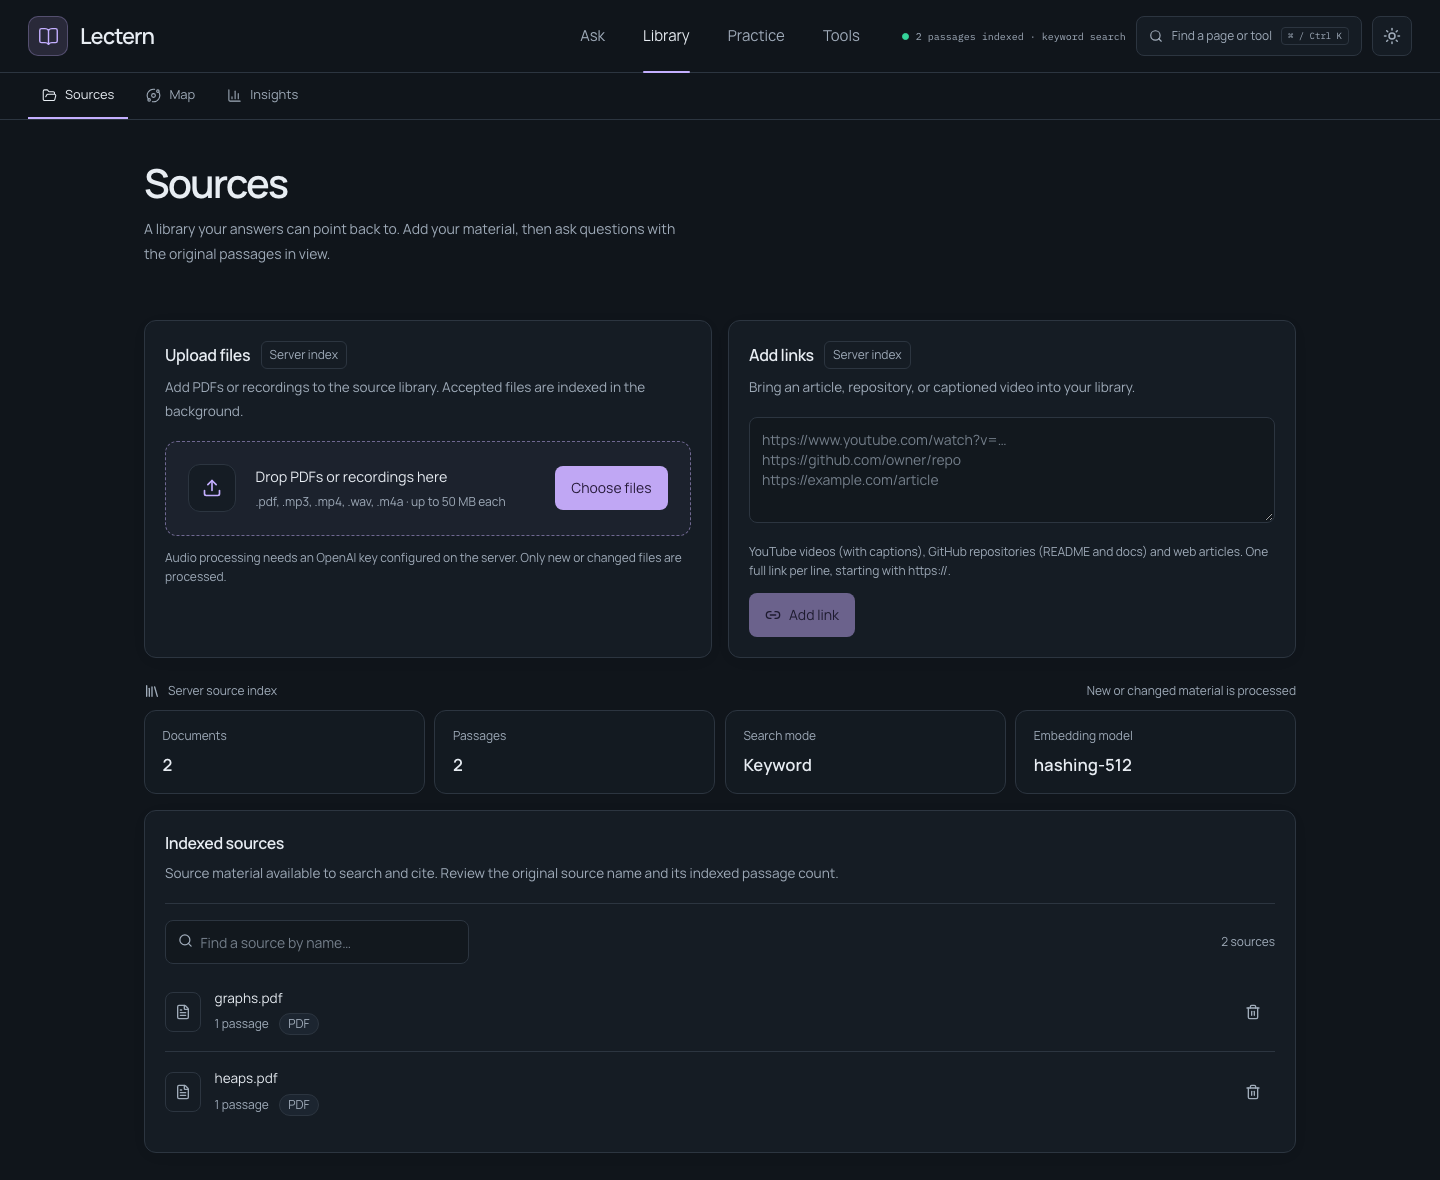 Lectern
Ask
Library
Practice
Tools
2 passages indexed · keyword search
Find a page or tool
⌘ / Ctrl K
Sources
Map
Insights
Sources
A library your answers can point back to. Add your material, then ask questions with
the original passages in view.
Upload files
Server index
Add PDFs or recordings to the source library. Accepted files are indexed in the
background.
Drop PDFs or recordings here
.pdf, .mp3, .mp4, .wav, .m4a · up to 50 MB each
Choose files
Audio processing needs an OpenAI key configured on the server. Only new or changed files are
processed.
Add links
Server index
Bring an article, repository, or captioned video into your library.
https://www.youtube.com/watch?v=…
https://github.com/owner/repo
https://example.com/article
YouTube videos (with captions), GitHub repositories (README and docs) and web articles. One
full link per line, starting with https://.
Add link
Server source index
New or changed material is processed
Documents
2
Passages
2
Search mode
Keyword
Embedding model
hashing-512
Indexed sources
Source material available to search and cite. Review the original source name and its indexed passage count.
Find a source by name…
2 sources
graphs.pdf
1 passage
PDF
heaps.pdf
1 passage
PDF